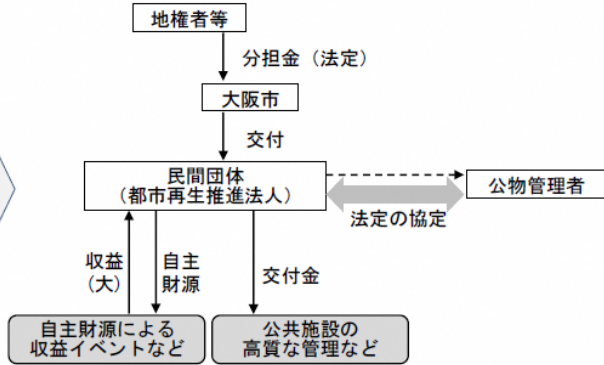 地権者等
分担金（法定）
大阪市
交付
民間団体
（都市再生推進法人）
公物管理者
法定の協定
収益
（大）
自主
財源
交付金
自主財源による
収益イベントなど
公共施設の
高質な管理など